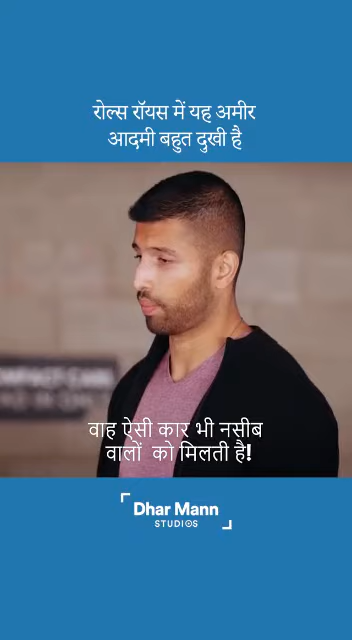 रोल्स रॉयस में यह अमीर
आदमी बहुत दुखी है
वाह ऐसी कार भी नसीब
वालों को मिलती है!
Dhar Mann
STUDIOS